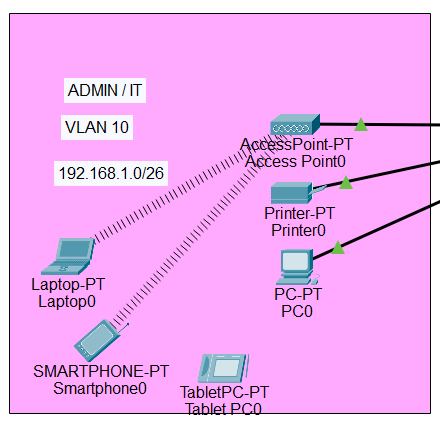 ADMIN / IT
VLAN 10
192.168.1.0/26
AccessPoint-PT
Access Point0
Printer-PT
Printer0
Laptop-PT
Laptop0
PC-PT
PC0
SMARTPHONE-PT
Smartphone0
TabletPC-PT
Tablet PC0